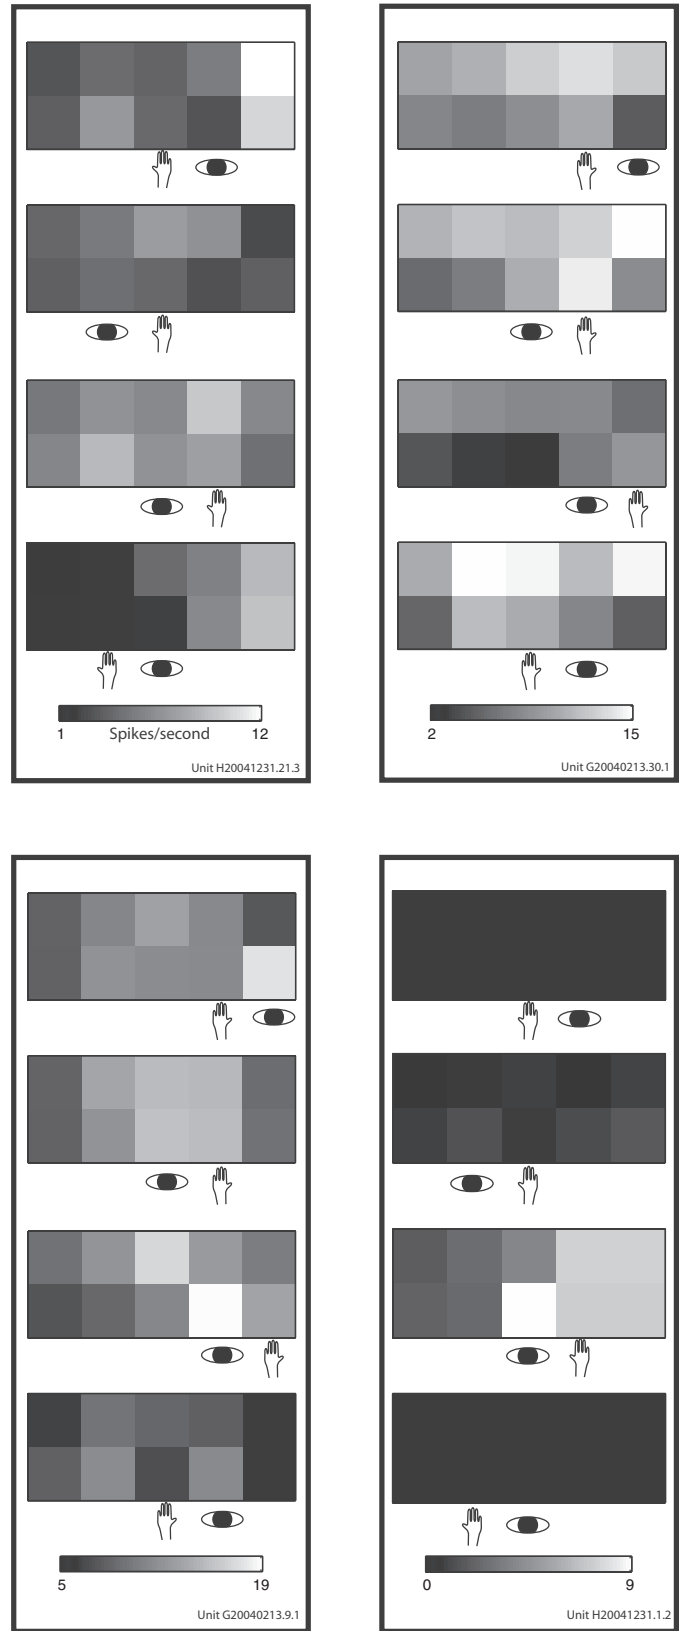 1 Spikes/second 12
Unit H20041231.21.3
2 15
Unit G20040213.30.1
5 19
Unit G20040213.9.1
0 9
Unit H20041231.1.2